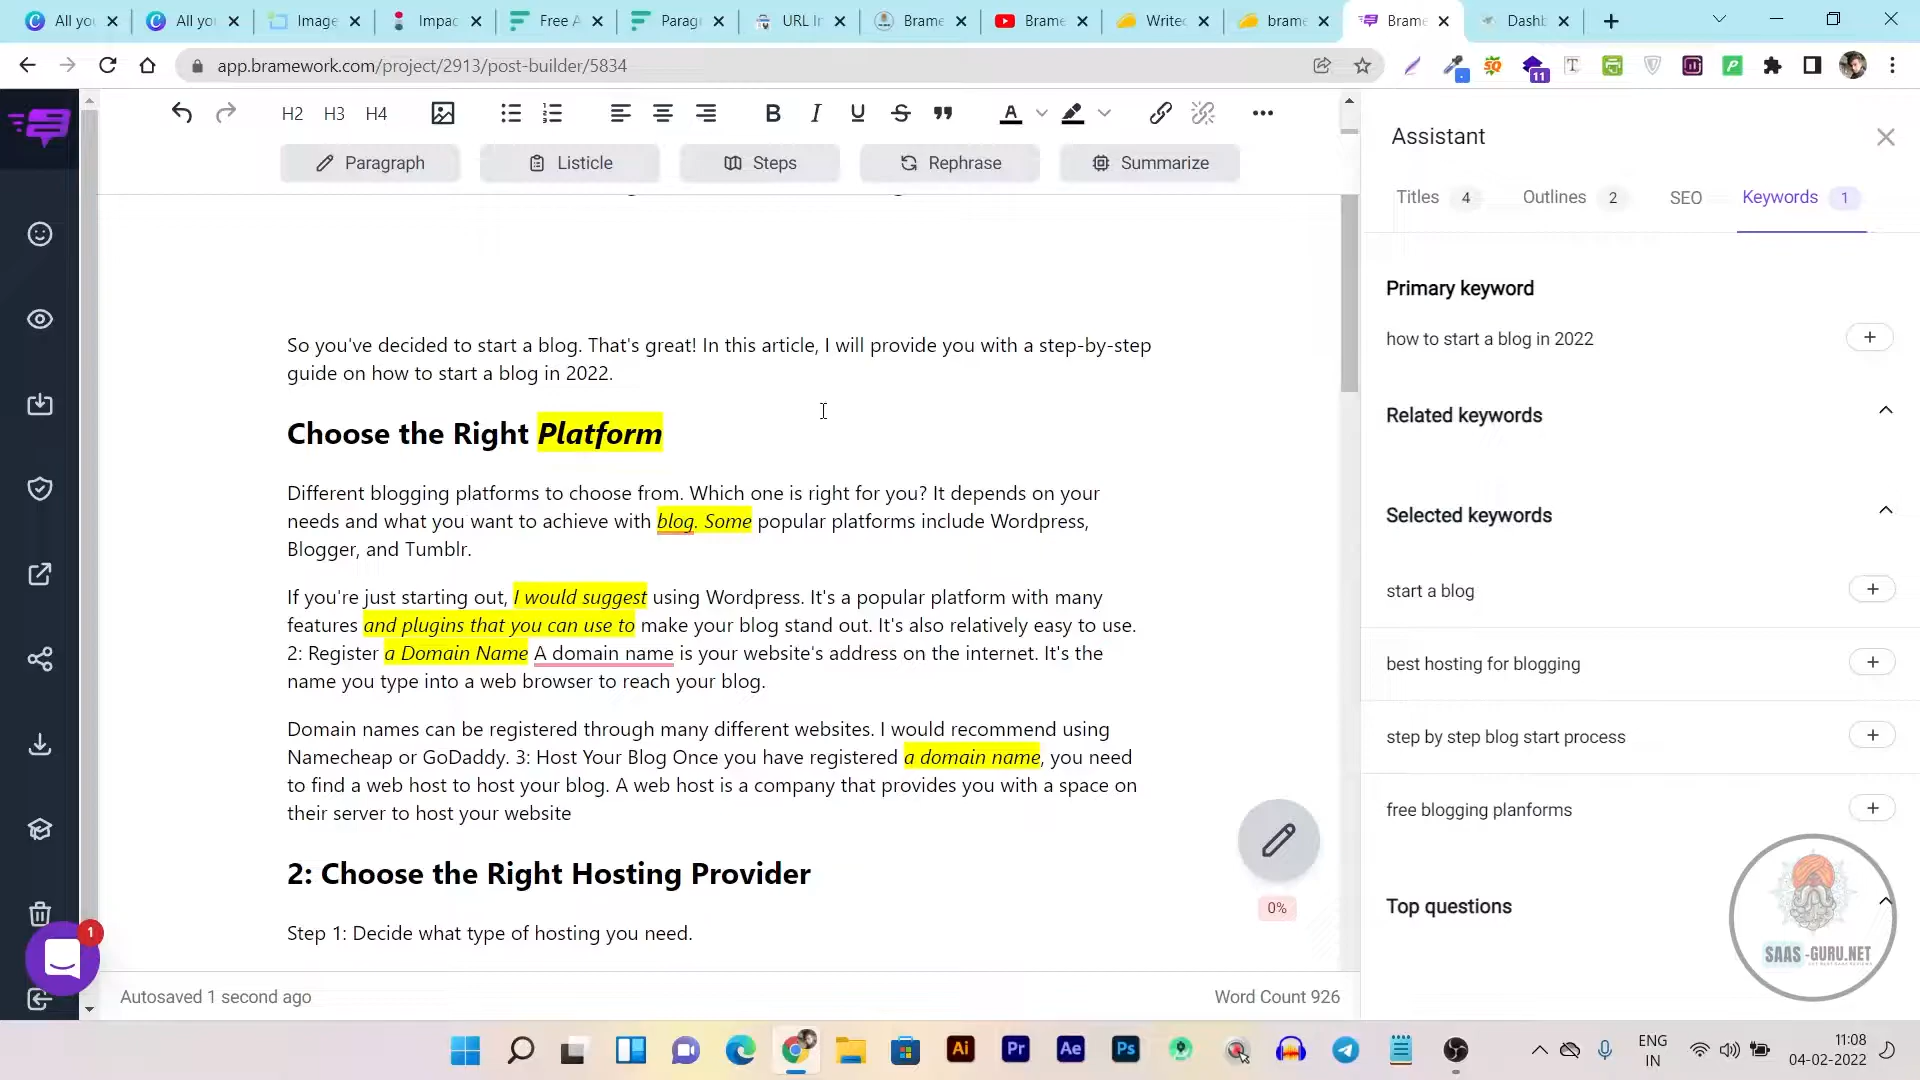 All you
All you
Image
Impac
Free A
Parag
URL In
Brame
Brame
Writec
brame
Brame
Dashb
app.bramework.com/project/2913/post-builder/5834
11
H2 H3 H4
B I U S A
Paragraph
Listicle
Steps
Rephrase
Summarize
So you've decided to start a blog. That's great! In this article, I will provide you with a step-by-step
guide on how to start a blog in 2022.
Choose the Right Platform
Different blogging platforms to choose from. Which one is right for you? It depends on your
needs and what you want to achieve with blog. Some popular platforms include Wordpress,
Blogger, and Tumblr.
If you're just starting out, I would suggest using Wordpress. It's a popular platform with many
features and plugins that you can use to make your blog stand out. It's also relatively easy to use.
2: Register a Domain Name A domain name is your website's address on the internet. It's the
name you type into a web browser to reach your blog.
Domain names can be registered through many different websites. I would recommend using
Namecheap or GoDaddy. 3: Host Your Blog Once you have registered a domain name, you need
to find a web host to host your blog. A web host is a company that provides you with a space on
their server to host your website
2: Choose the Right Hosting Provider
Step 1: Decide what type of hosting you need.
0%
1
Autosaved 1 second ago
Word Count 926
Assistant
Titles 4
Outlines 2
SEO
Keywords 1
Primary keyword
how to start a blog in 2022
Related keywords
Selected keywords
start a blog
best hosting for blogging
step by step blog start process
free blogging planforms
Top questions
SAAS-GURU.NET
Ai
Pr
Ae
Ps
ENG
IN
11:08
04-02-2022